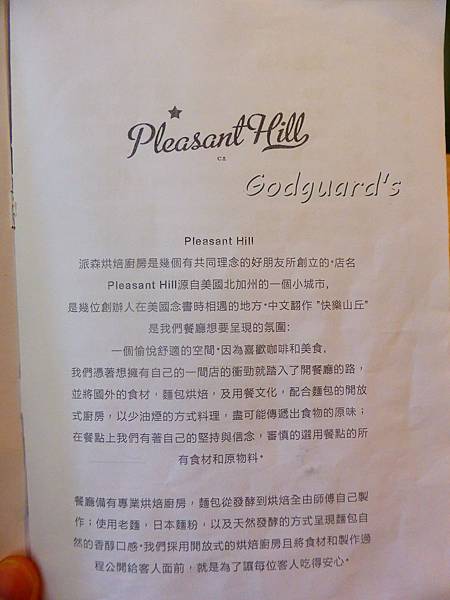 Pleasant Hill
CA
Godguard's
Pleasant Hill
派森烘焙廚房是幾個有共同理念的好朋友所創立的。店名
Pleasant Hill源自美國北加州的一個小城市,
是幾位創辦人在美國念書時相遇的地方。中文翻作 "快樂山丘"
是我們餐廳想要呈現的氛圍:
一個愉悅舒適的空間。因為喜歡咖啡和美食,
我們憑著想擁有自己的一間店的衝勁就踏入了開餐廳的路,
並將國外的食材，麵包烘焙，及用餐文化，配合麵包的開放
式廚房，以少油煙的方式料理，盡可能傳遞出食物的原味；
在餐點上我們有著自己的堅持與信念，審慎的選用餐點的所
有食材和原物料。
餐廳備有專業烘焙廚房，麵包從發酵到烘焙全由師傅自己製
作；使用老麵，日本麵粉，以及天然發酵的方式呈現麵包自
然的香醇口感。我們採用開放式的烘焙廚房且將食材和製作過
程公開給客人面前，就是為了讓每位客人吃得安心。